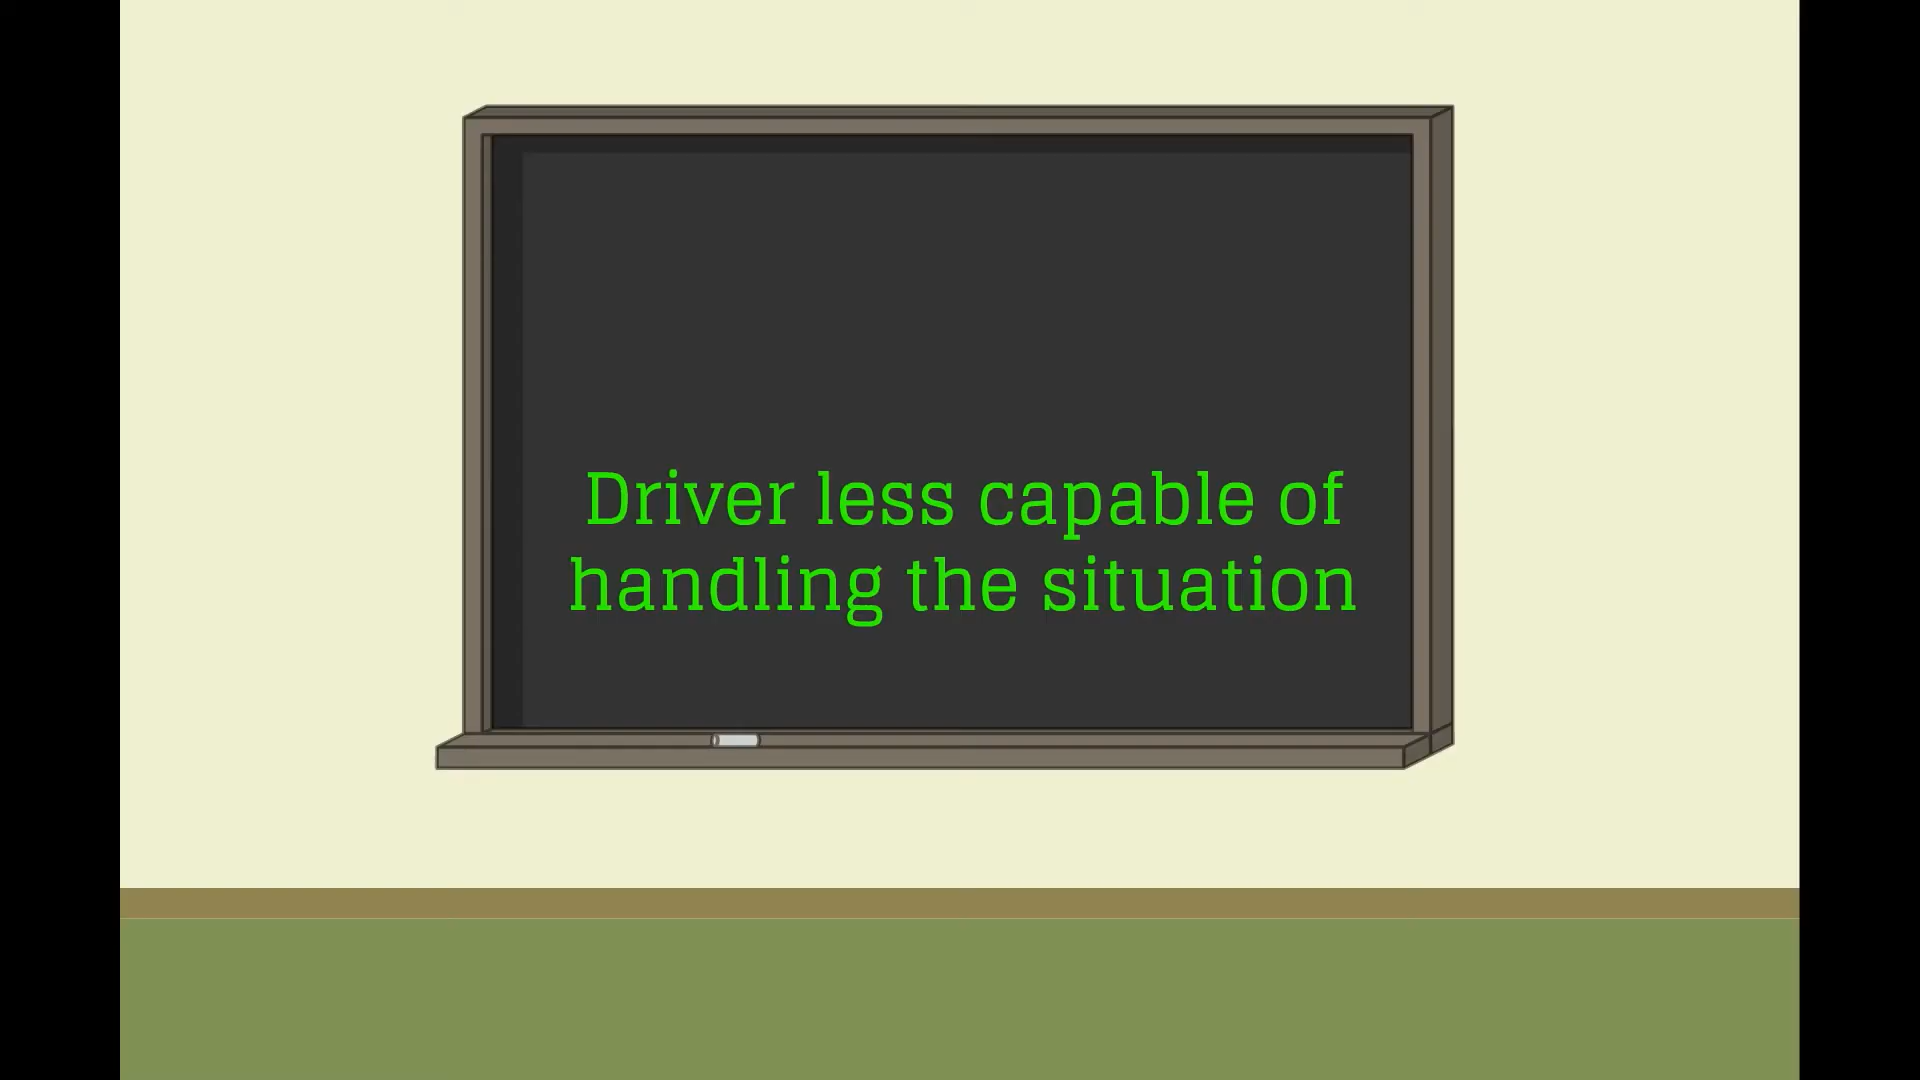 Driver less capable of
handling the situation